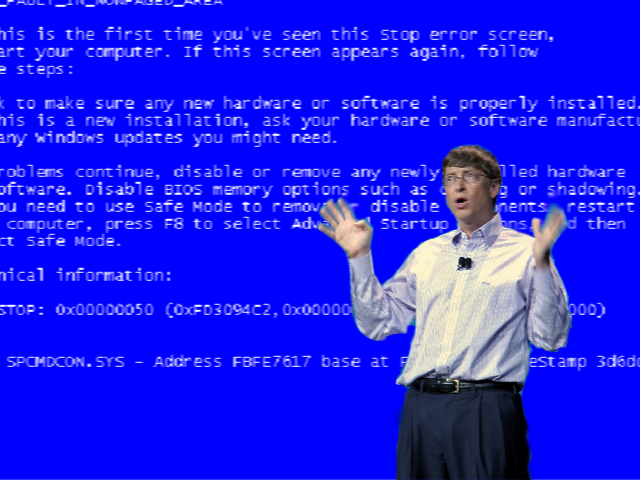 _FAULT_IN_NONPAGED_AREA
his is the first time you've seen this Stop error screen,
art your computer. If this screen appears again, follow
e steps:
k to make sure any new hardware or software is properly installed.
his is a new installation, ask your hardware or software manufactu
any Windows updates you might need.
roblems continue, disable or remove any newly lled hardware
oftware. Disable BIOS memory options such as g or shadowing.
ou need to use Safe Mode to remov r disable nents, restart
computer, press F8 to select Adv d Startup ons, nd then
ct Safe Mode.
nical information:
STOP: 0x00000050 (0xFD3094C2,0x00000 000)
SPCMDCON.SYS - Address FBFE7617 base at eStamp 3d6d